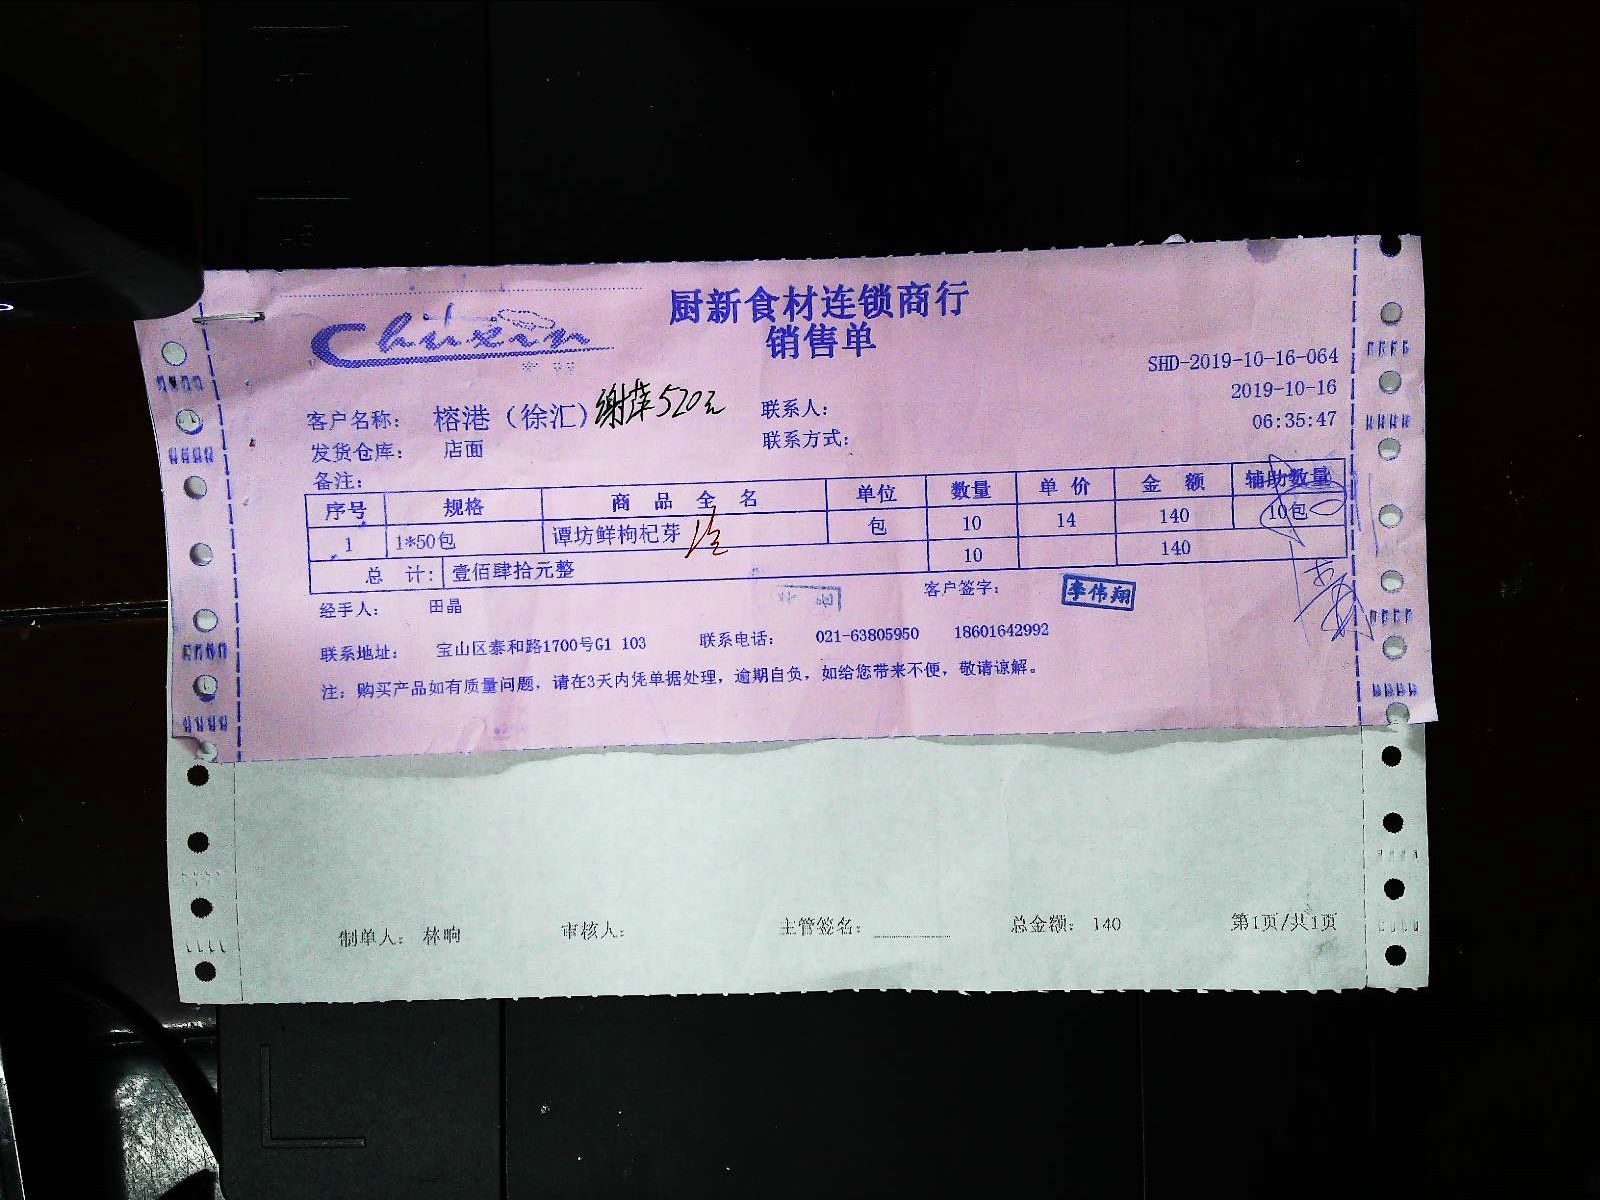 Chuxin
厨新食材连锁商行
销售单
SHD-2019-10-16-064
2019-10-16
06:35:47
客户名称： 榕港（徐汇） 谢萍520元 联系人：
发货仓库： 店面 联系方式：
备注：
序号 规格 商品全名 单位 数量 单价 金额 辅助数量
1 1*50包 谭坊鲜枸杞芽 包 10 14 140 10包
总计： 壹佰肆拾元整 10 140
经手人： 田晶 客户签字： 李伟翔
联系地址： 宝山区泰和路1700号G1 103 联系电话： 021-63805950 18601642992
注：购买产品如有质量问题，请在3天内凭单据处理，逾期自负，如给您带来不便，敬请谅解。
制单人： 林响 审核人： 主管签名： 总金额： 140 第1页/共1页